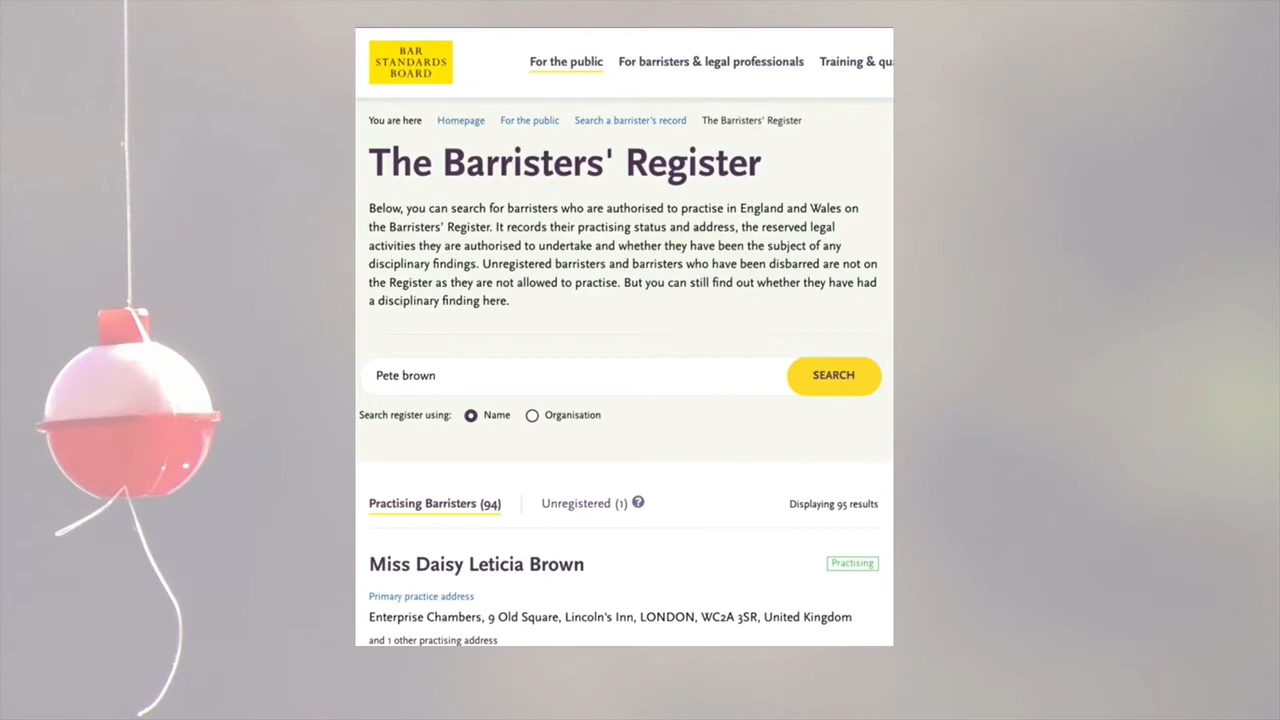 BAR
STANDARDS
BOARD
For the public
For barristers & legal professionals
Training & qua
You are here
Homepage
For the public
Search a barrister's record
The Barristers' Register
The Barristers' Register
Below, you can search for barristers who are authorised to practise in England and Wales on
the Barristers' Register. It records their practising status and address, the reserved legal
activities they are authorised to undertake and whether they have been the subject of any
disciplinary findings. Unregistered barristers and barristers who have been disbarred are not on
the Register as they are not allowed to practise. But you can still find out whether they have had
a disciplinary finding here.
Pete brown
SEARCH
Search register using:
Name
Organisation
Practising Barristers (94)
Unregistered (1) ?
Displaying 95 results
Miss Daisy Leticia Brown
Practising
Primary practice address
Enterprise Chambers, 9 Old Square, Lincoln's Inn, LONDON, WC2A 3SR, United Kingdom
and 1 other practising address